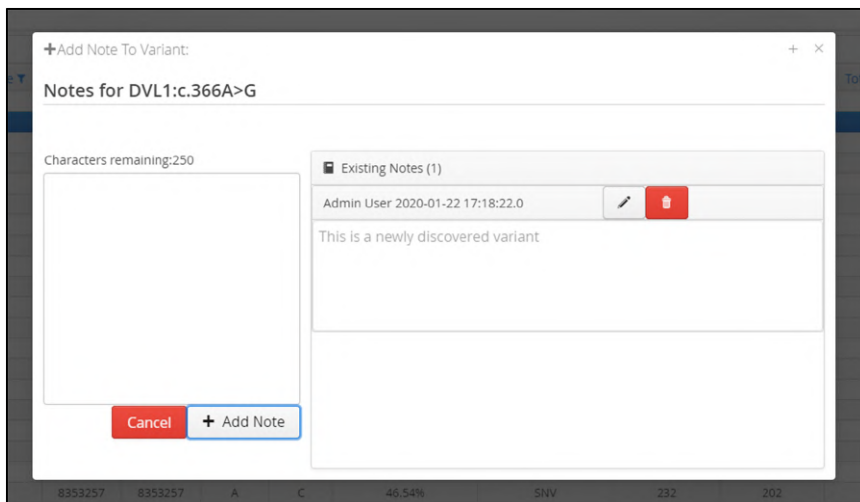 +Add Note To Variant:
Notes for DVL1:c.366A>G
Characters remaining:250
Cancel
+ Add Note
Existing Notes (1)
Admin User 2020-01-22 17:18:22.0
This is a newly discovered variant
8353257 8353257 A C 46.54% SNV 232 202